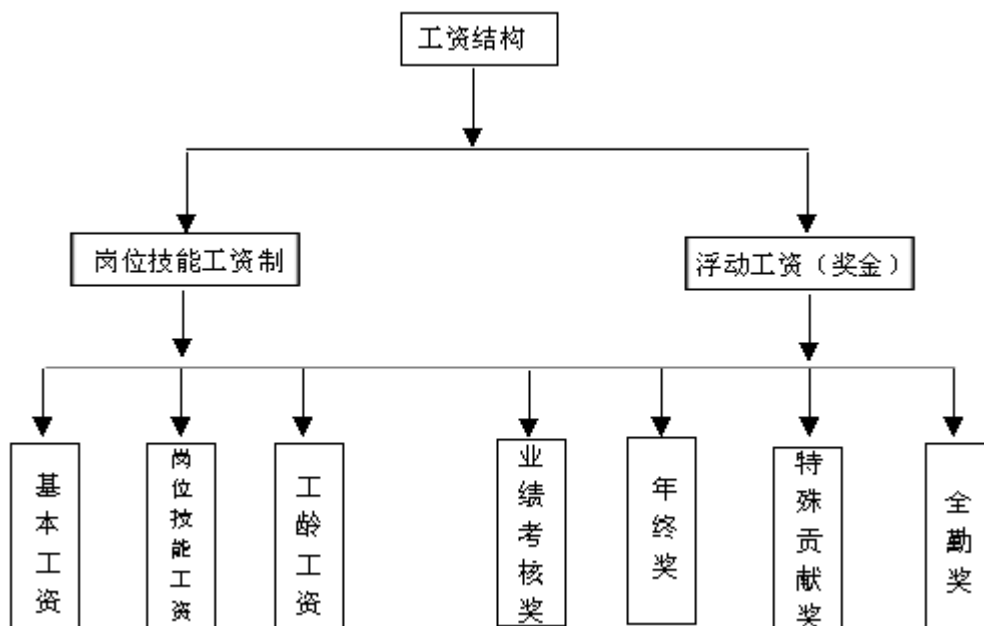 工资结构
岗位技能工资制
浮动工资（奖金）
基本工资
岗位技能工资
工龄工资
业绩考核奖
年终奖
特殊贡献奖
全勤奖